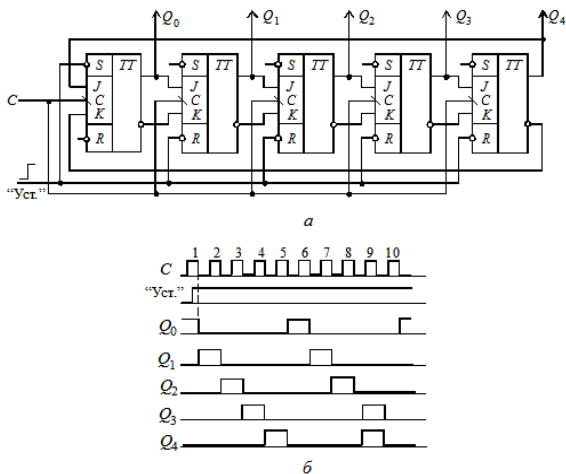 Q0 Q1 Q2 Q3 Q4
S TT S TT S TT S TT S TT
J J J J J
C C C C C C
K K K K K
R R R R R
“Уст.”
а
C 1 2 3 4 5 6 7 8 9 10
“Уст.”
Q0
Q1
Q2
Q3
Q4
б